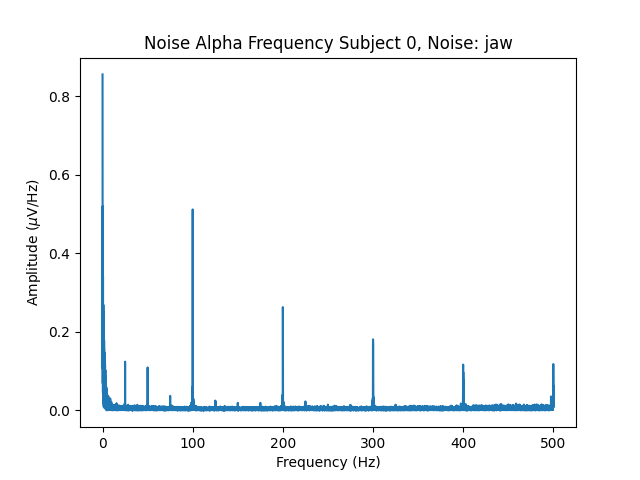 Noise Alpha Frequency Subject 0, Noise: jaw
Amplitude (μV/Hz)
0.8
0.6
0.4
0.2
0.0
0 100 200 300 400 500
Frequency (Hz)